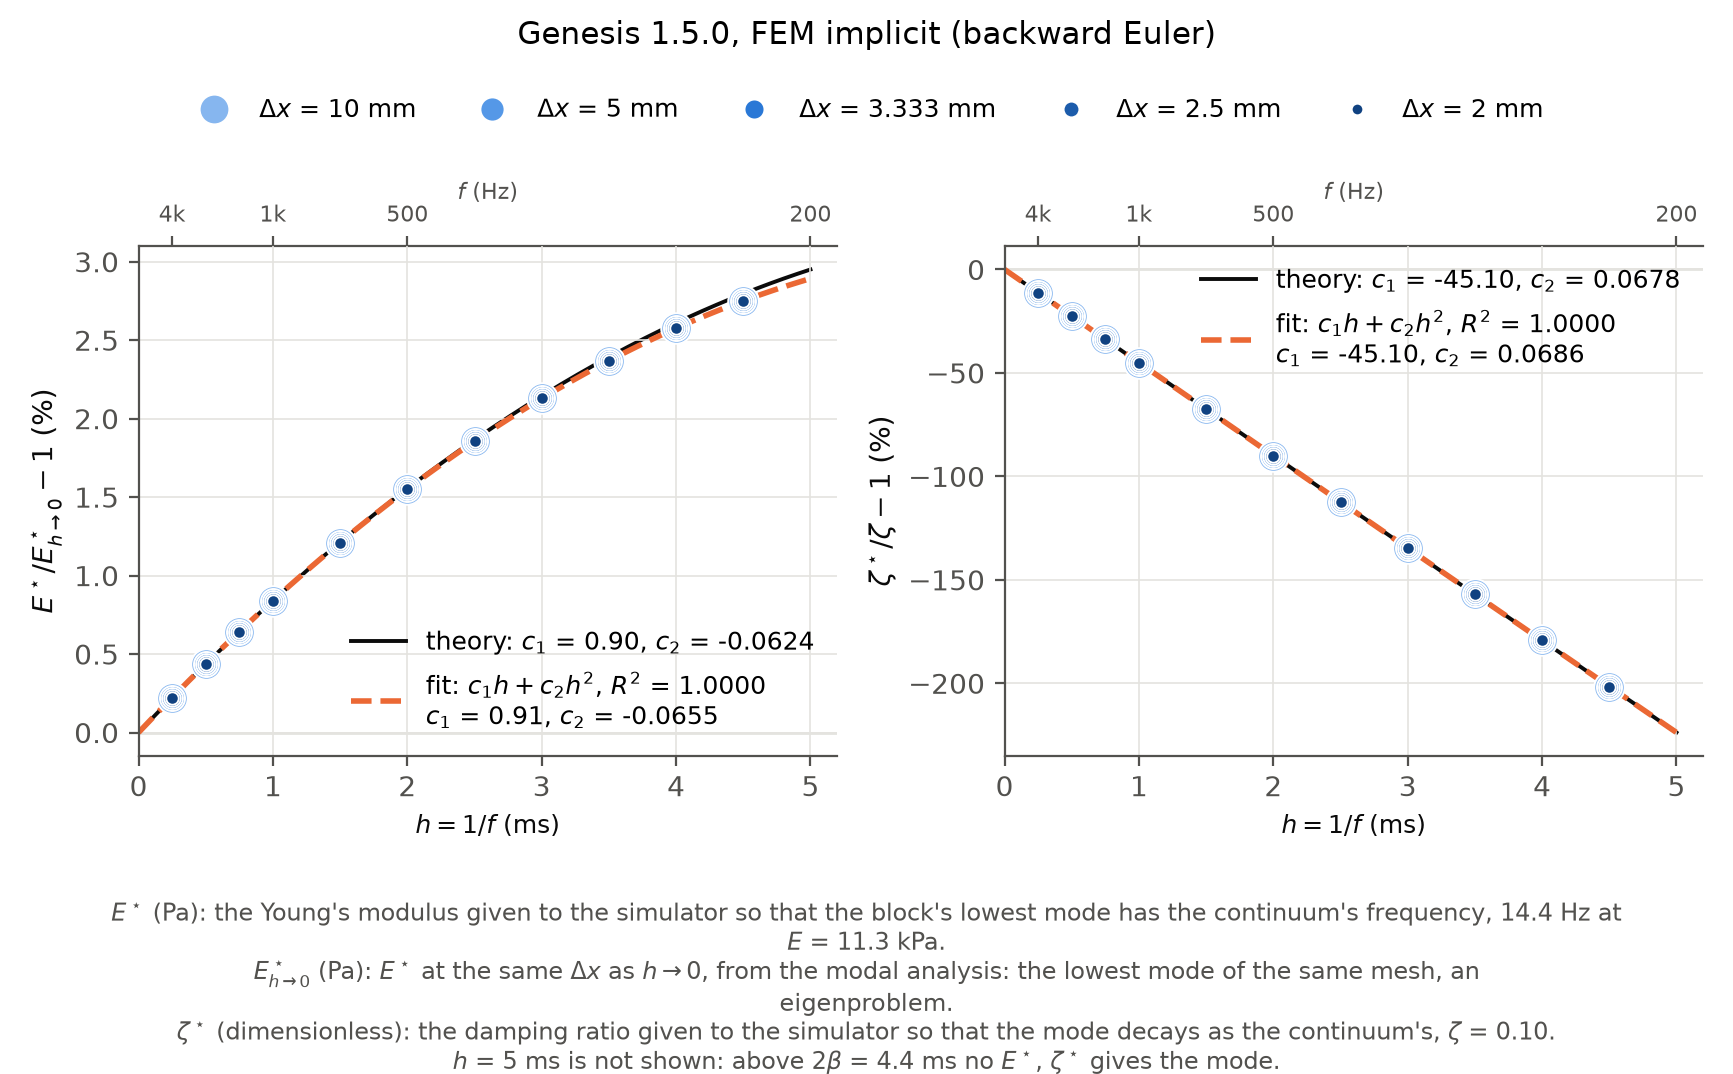 Genesis 1.5.0, FEM implicit (backward Euler)
Δx = 10 mm
Δx = 5 mm
Δx = 3.333 mm
Δx = 2.5 mm
Δx = 2 mm
f (Hz)
4k 1k 500 200
3.0
2.5
2.0
1.5
1.0
0.5
0.0
E⋆/E⋆h→0 − 1 (%)
theory: c₁ = 0.90, c₂ = -0.0624
fit: c₁h + c₂h², R² = 1.0000
c₁ = 0.91, c₂ = -0.0655
0 1 2 3 4 5
h = 1/f (ms)
f (Hz)
4k 1k 500 200
0
−50
−100
−150
−200
ζ⋆/ζ − 1 (%)
theory: c₁ = -45.10, c₂ = 0.0678
fit: c₁h + c₂h², R² = 1.0000
c₁ = -45.10, c₂ = 0.0686
0 1 2 3 4 5
h = 1/f (ms)
E⋆ (Pa): the Young's modulus given to the simulator so that the block's lowest mode has the continuum's frequency, 14.4 Hz at
E = 11.3 kPa.
E⋆h→0 (Pa): E⋆ at the same Δx as h→0, from the modal analysis: the lowest mode of the same mesh, an
eigenproblem.
ζ⋆ (dimensionless): the damping ratio given to the simulator so that the mode decays as the continuum's, ζ = 0.10.
h = 5 ms is not shown: above 2β = 4.4 ms no E⋆, ζ⋆ gives the mode.